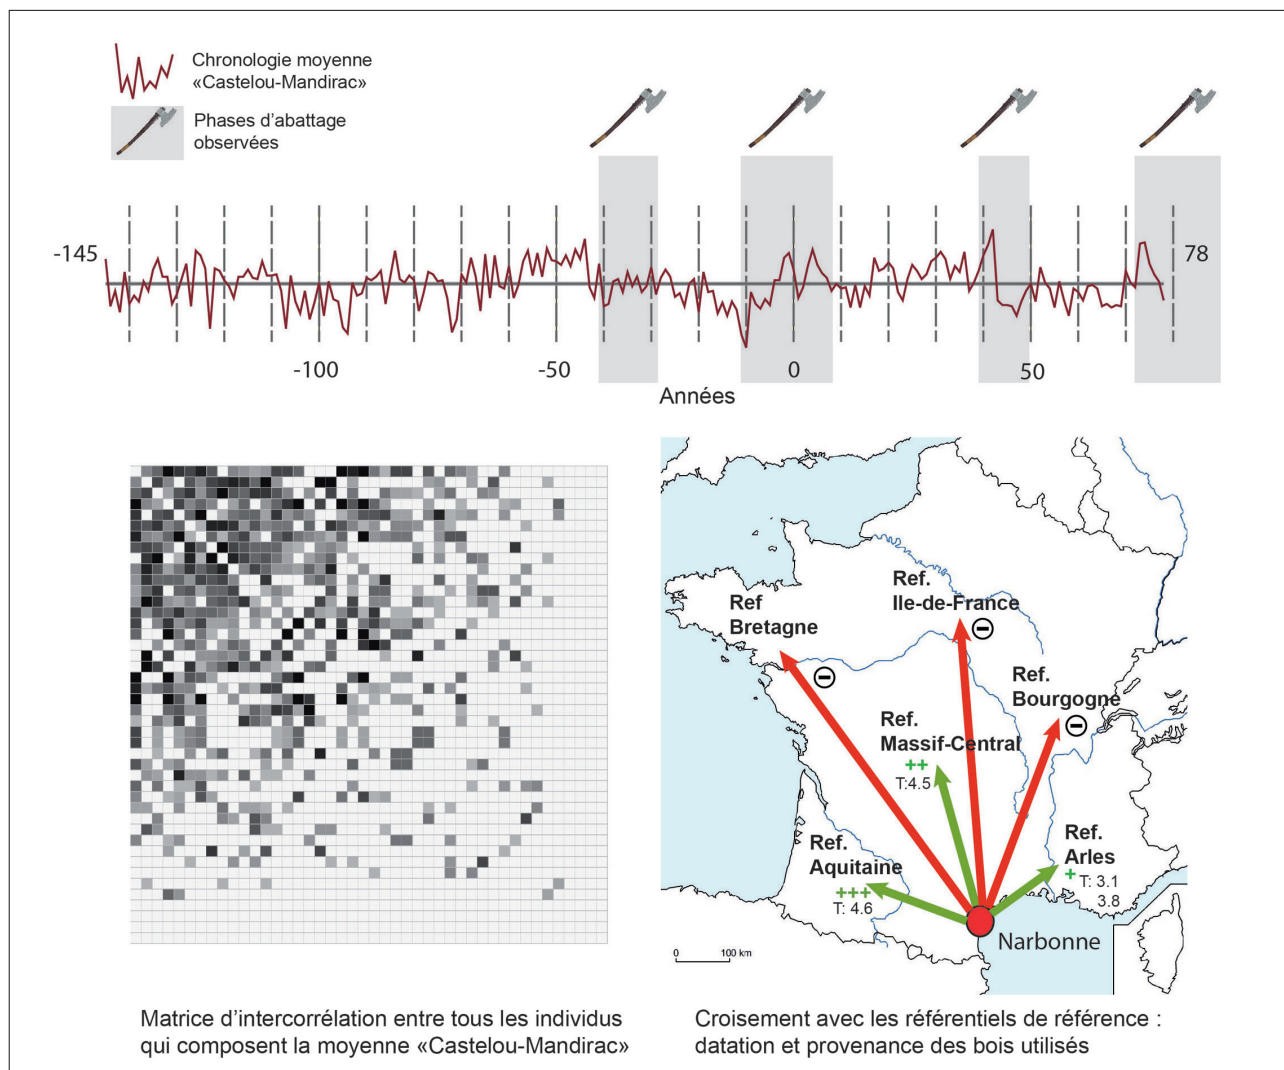 Chronologie moyenne
«Castelou-Mandirac»
Phases d'abattage
observées
-145
78
-100
-50
0
50
Années
Ref
Bretagne
Ref.
Ile-de-France
Ref.
Bourgogne
Ref.
Massif-Central
++
T:4.5
Ref.
Aquitaine
+++
T: 4.6
Ref.
Arles
+
T: 3.1
3.8
Narbonne
0 100 km
Matrice d'intercorrélation entre tous les individus
qui composent la moyenne «Castelou-Mandirac»
Croisement avec les référentiels de référence :
datation et provenance des bois utilisés